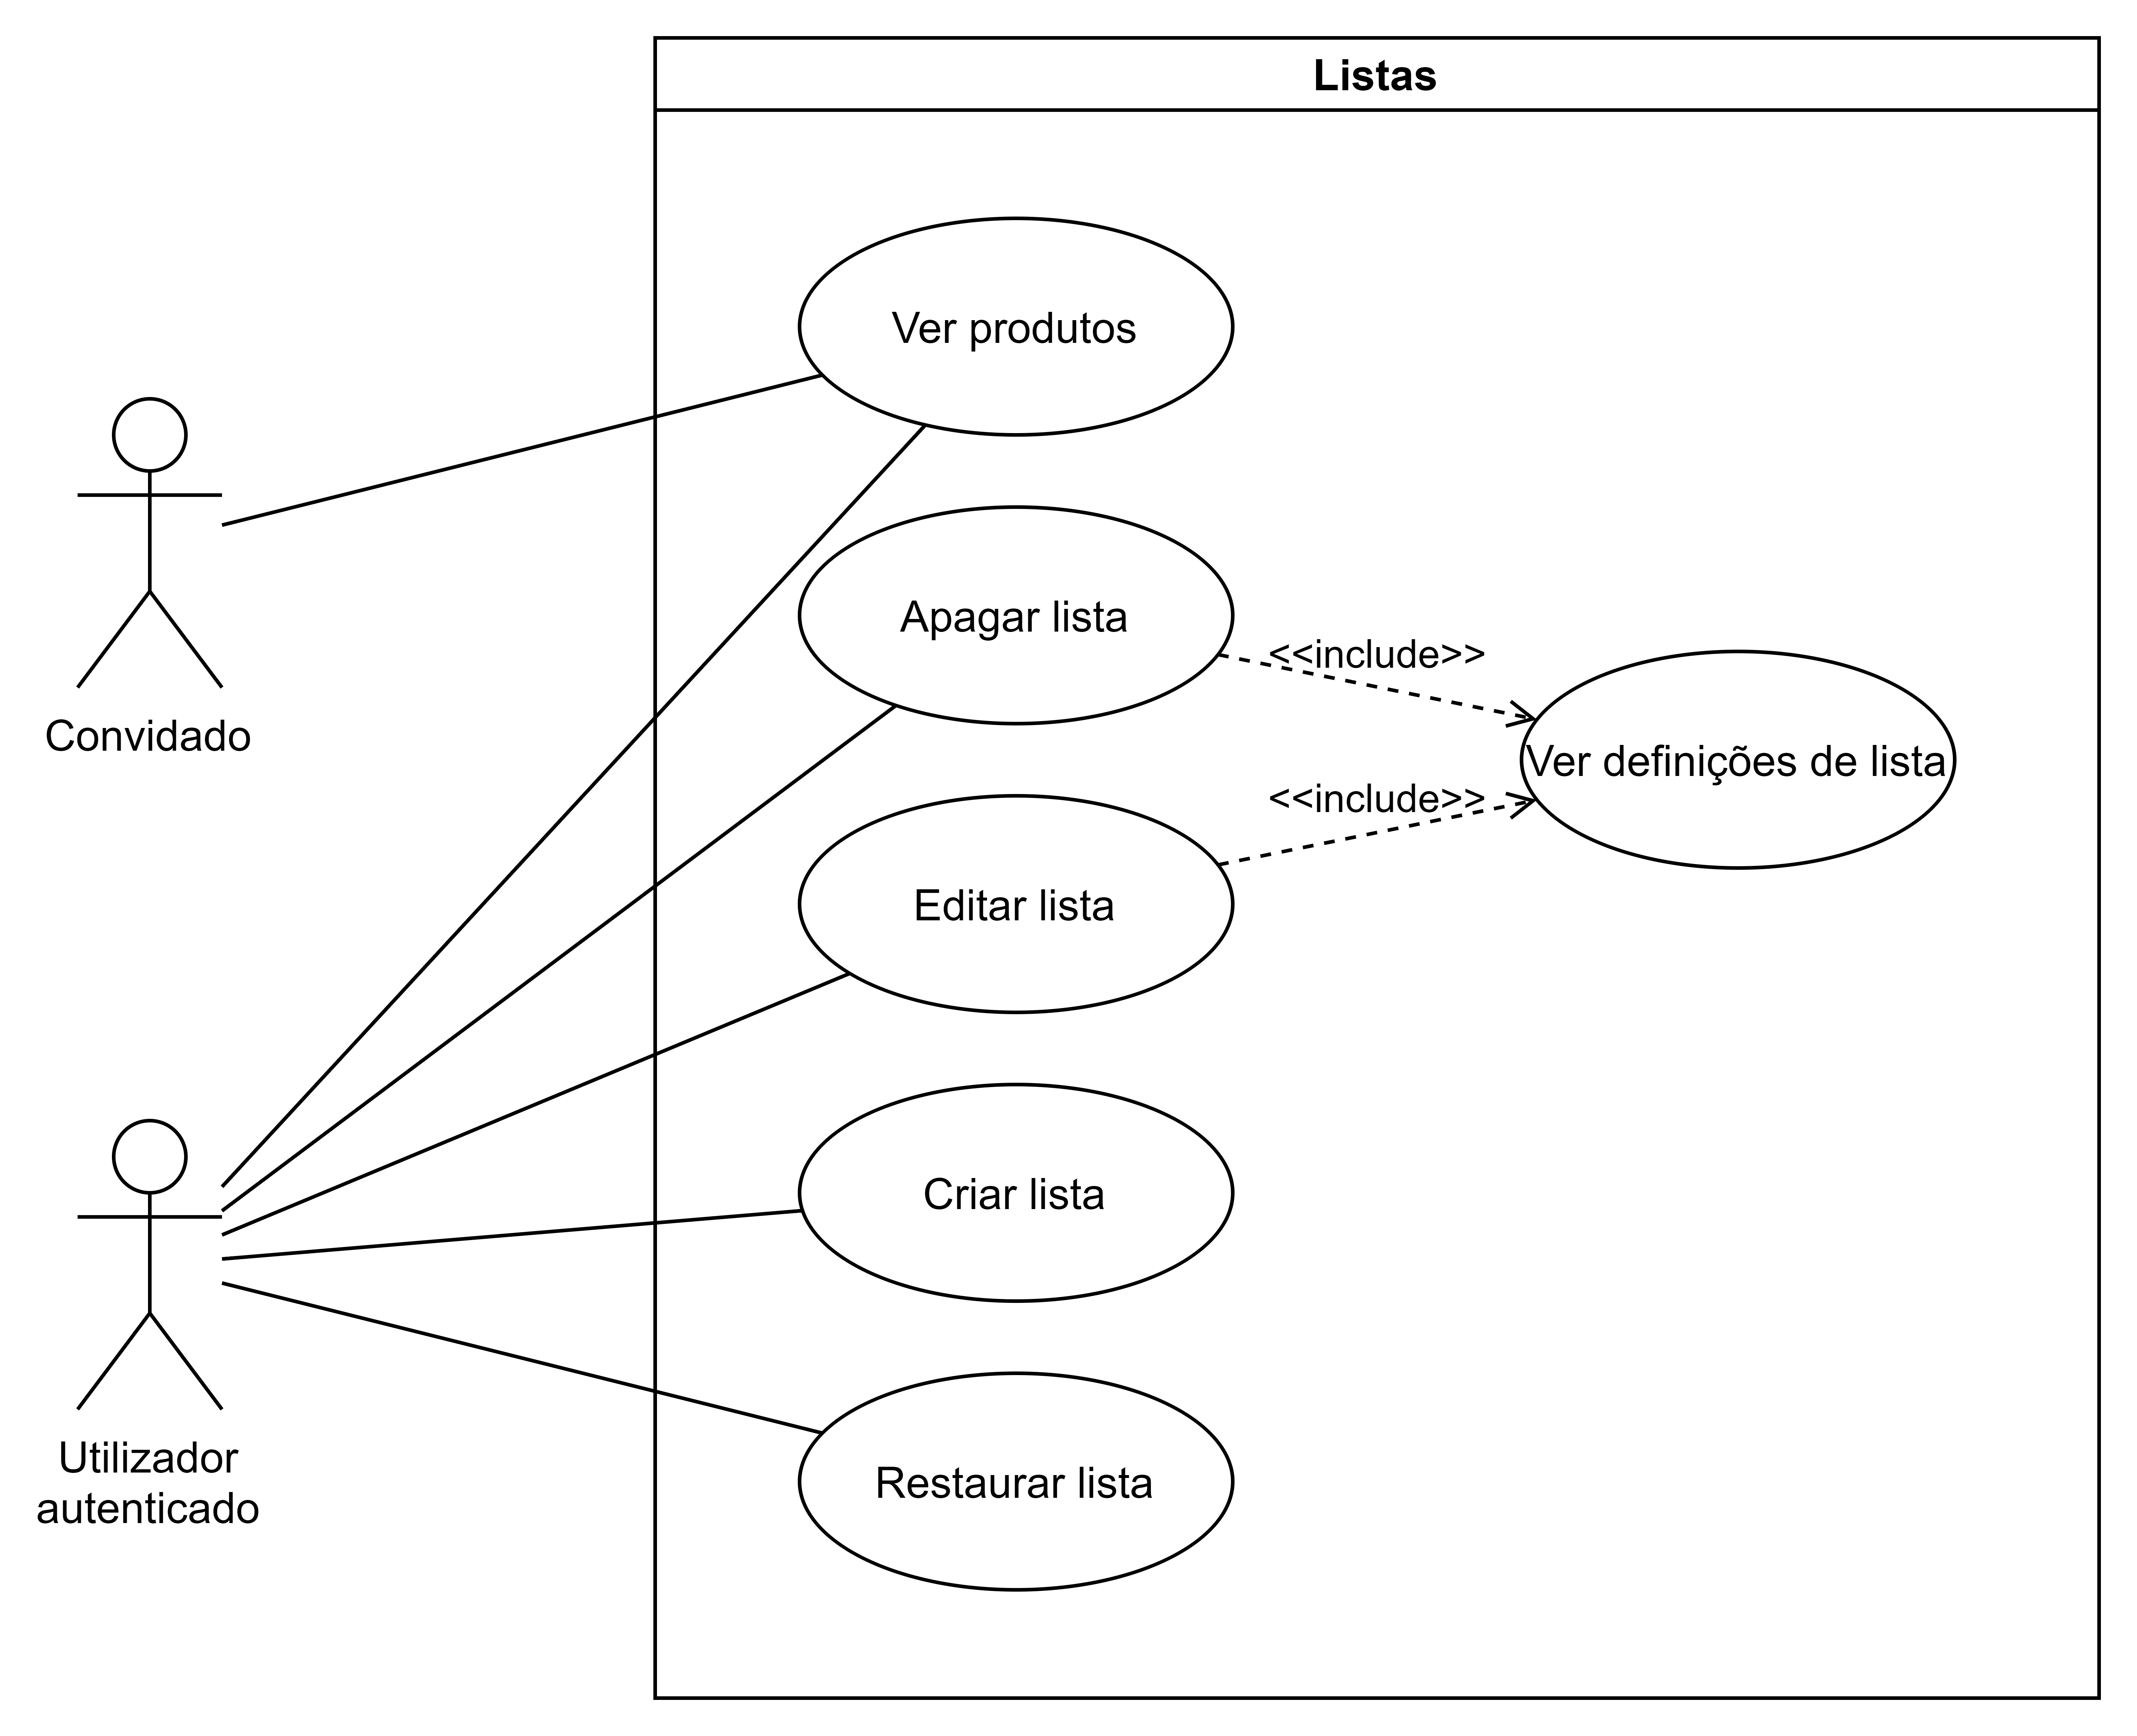 Listas
Ver produtos
Apagar lista
<<include>>
Convidado
Ver definições de lista
<<include>>
Editar lista
Criar lista
Utilizador
autenticado
Restaurar lista